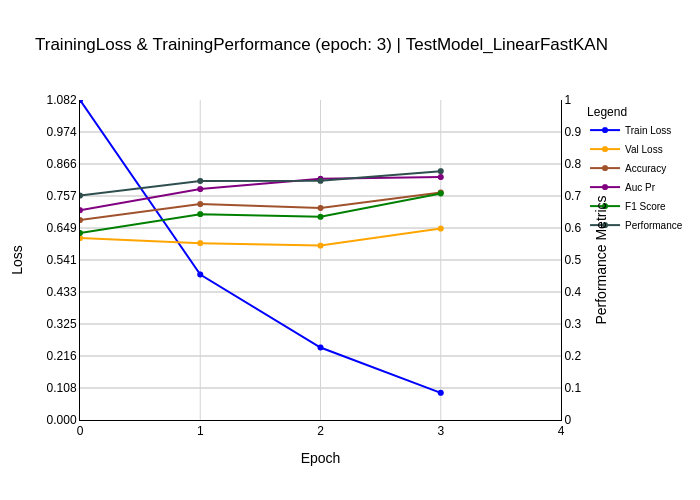 TrainingLoss & TrainingPerformance (epoch: 3) | TestModel_LinearFastKAN
1.082
0.974
0.866
0.757
0.649
0.541
0.433
0.325
0.216
0.108
0.000
Loss
0
1
2
3
4
Epoch
1
0.9
0.8
0.7
0.6
0.5
0.4
0.3
0.2
0.1
0
Performance Metrics
Legend
Train Loss
Val Loss
Accuracy
Auc Pr
F1 Score
Performance